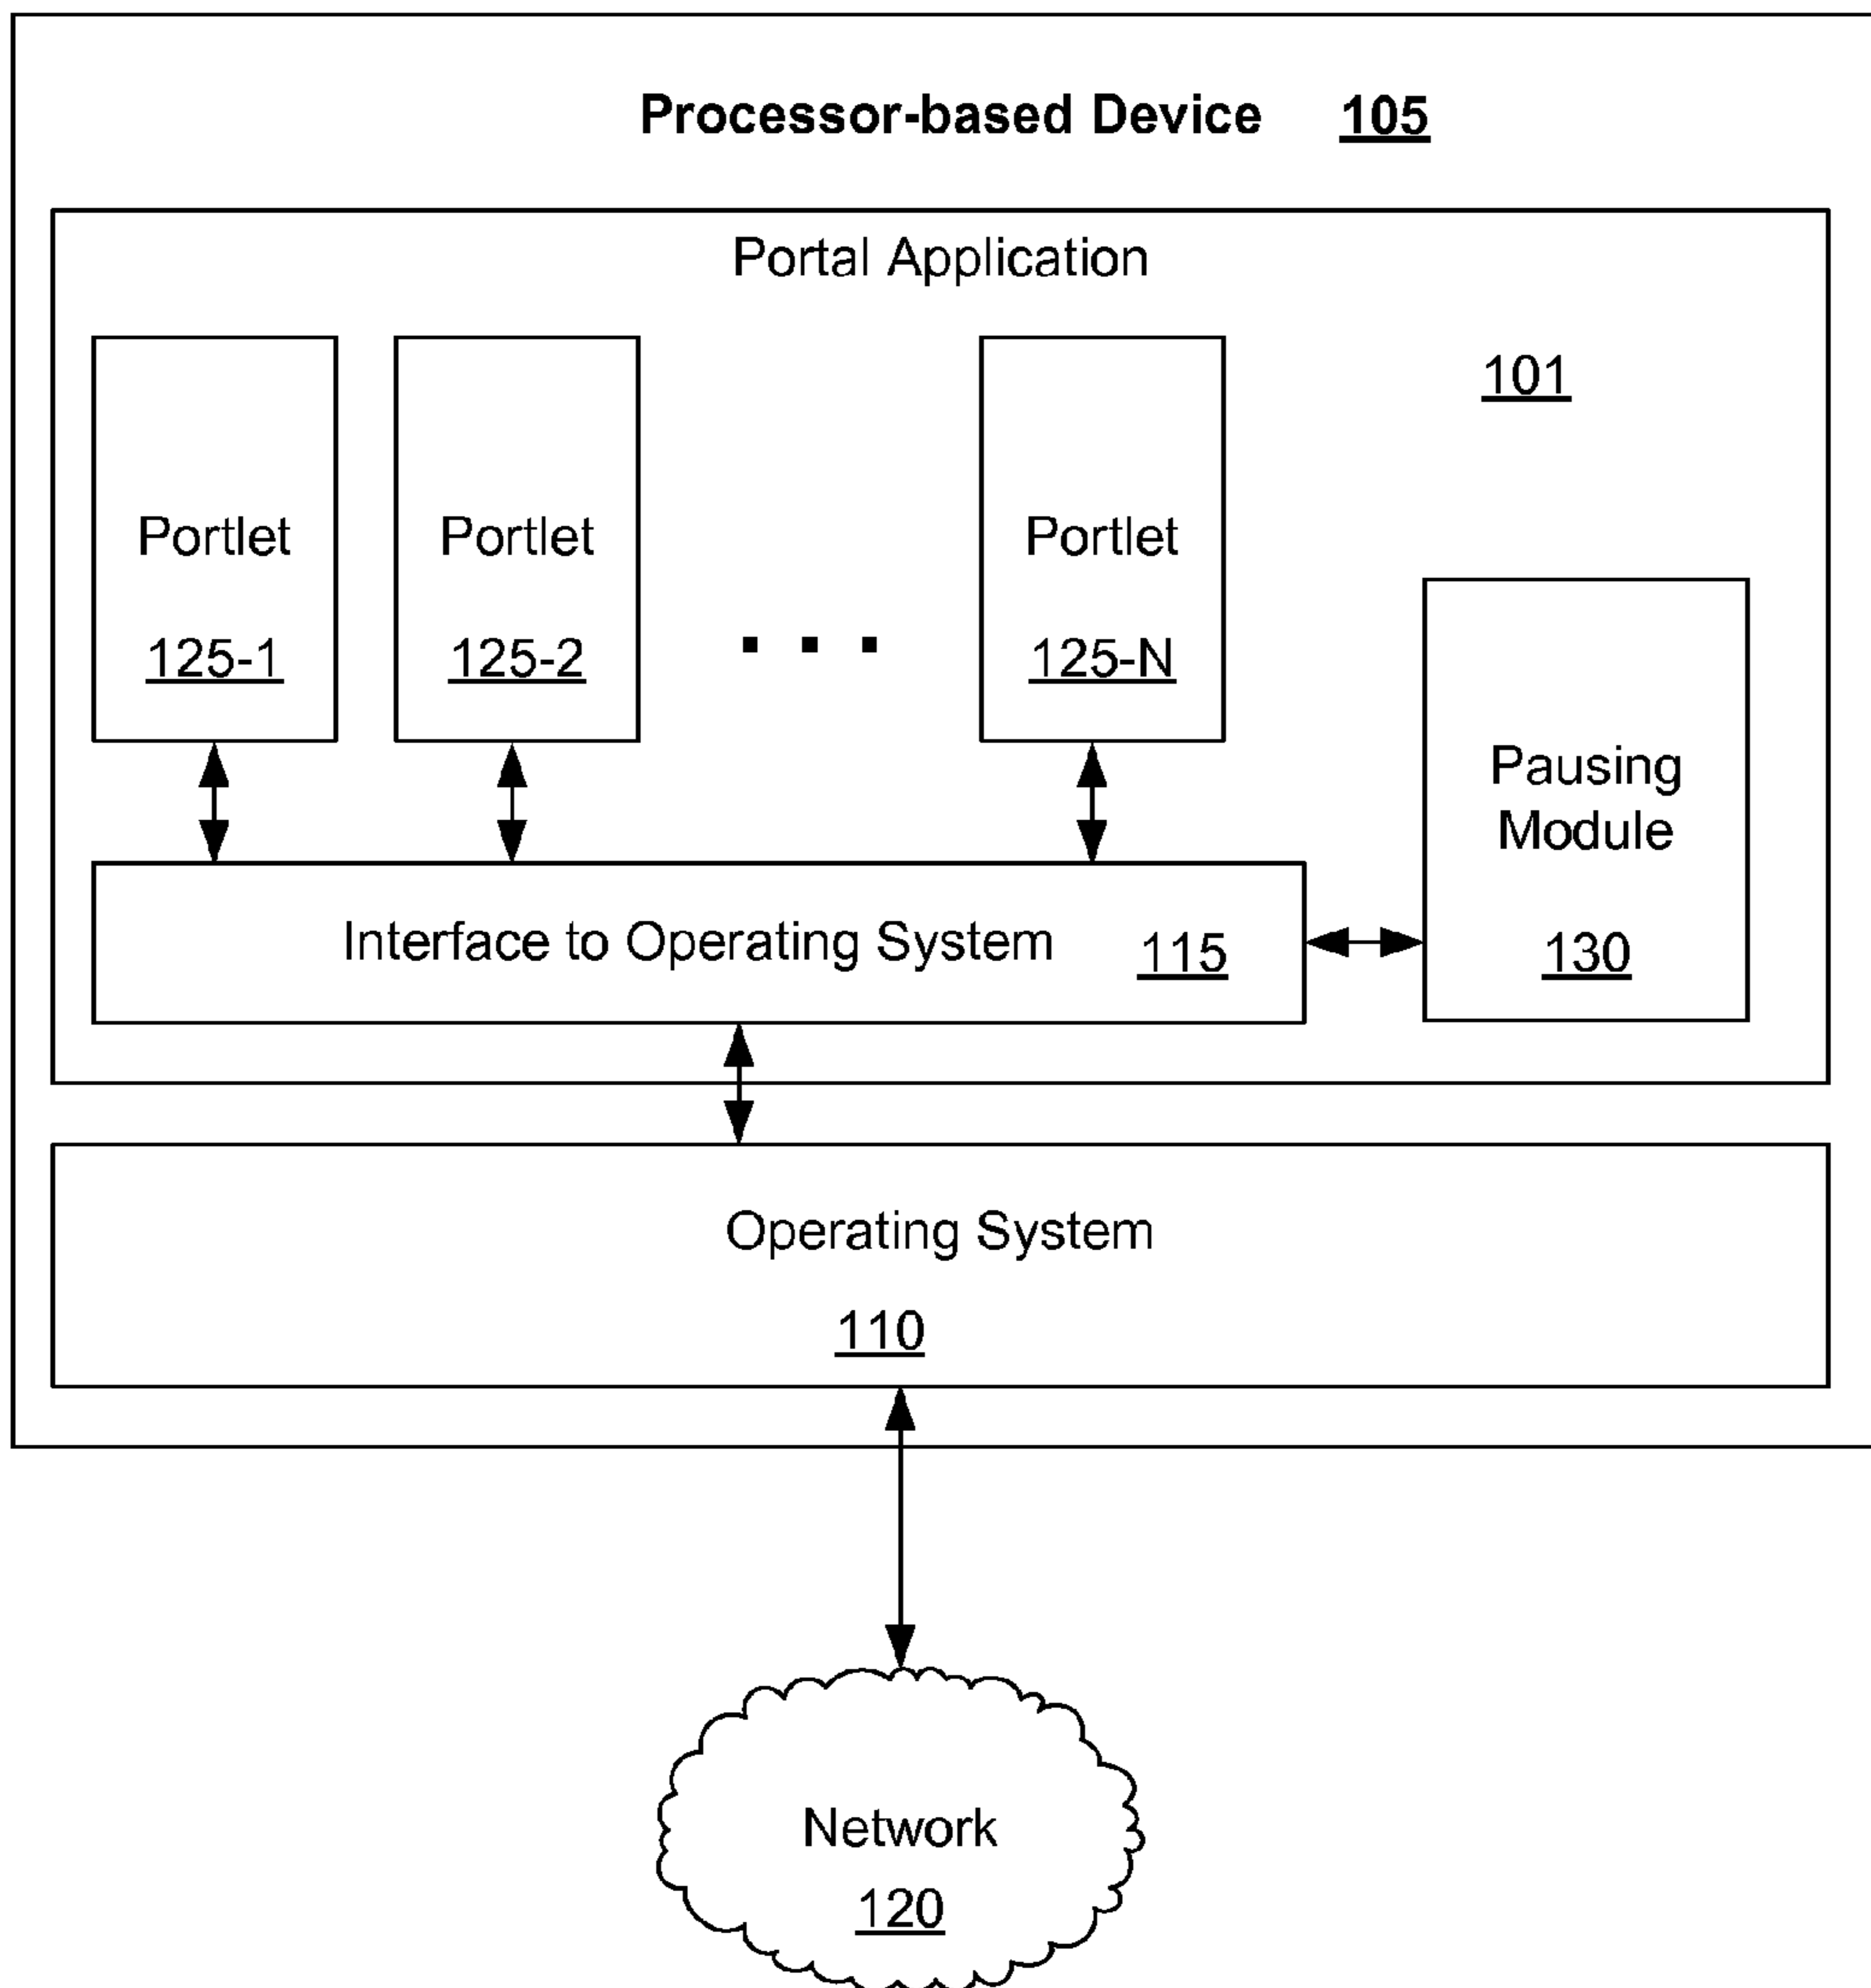 Processor-based Device 105
Portal Application
101
Portlet
125-1
Portlet
125-2
. . .
Portlet
125-N
Pausing
Module
130
Interface to Operating System 115
Operating System
110
Network
120